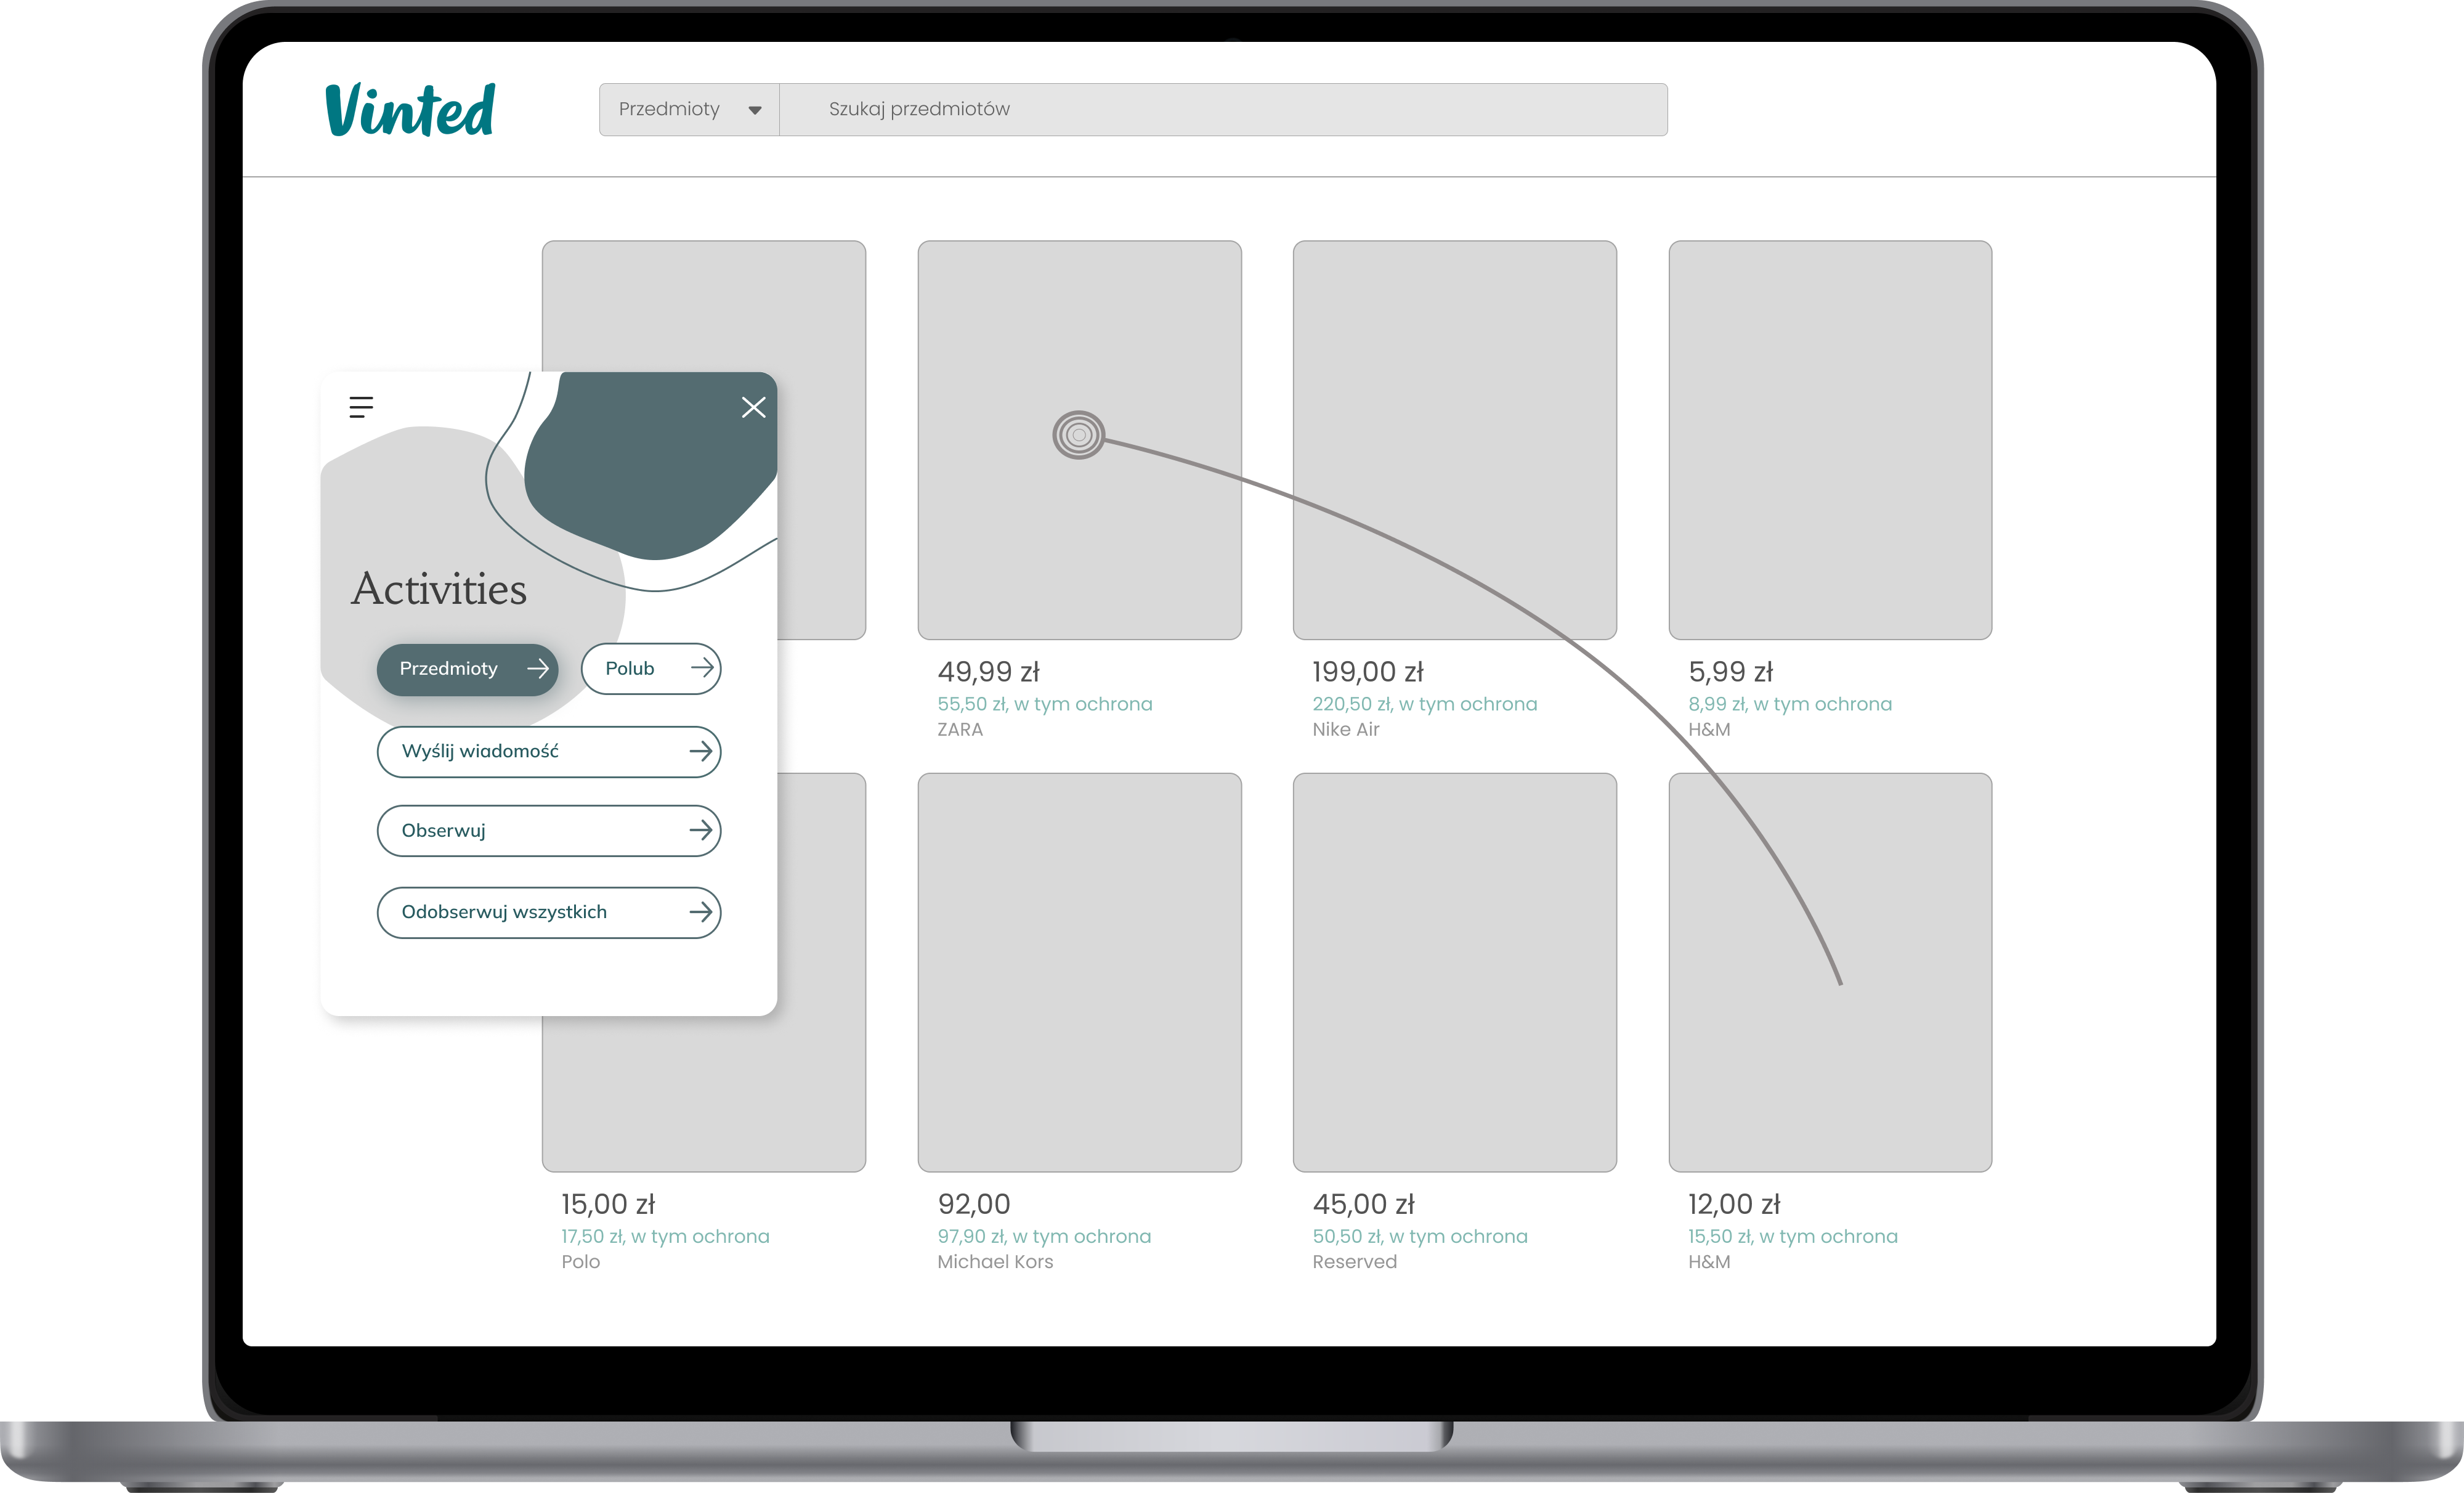 Vinted
Przedmioty
Szukaj przedmiotów
Activities
Przedmioty
Polub
Wyślij wiadomość
Obserwuj
Odobserwuj wszystkich
49,99 zł
55,50 zł, w tym ochrona
ZARA
199,00 zł
220,50 zł, w tym ochrona
Nike Air
5,99 zł
8,99 zł, w tym ochrona
H&M
15,00 zł
17,50 zł, w tym ochrona
Polo
92,00
97,90 zł, w tym ochrona
Michael Kors
45,00 zł
50,50 zł, w tym ochrona
Reserved
12,00 zł
15,50 zł, w tym ochrona
H&M